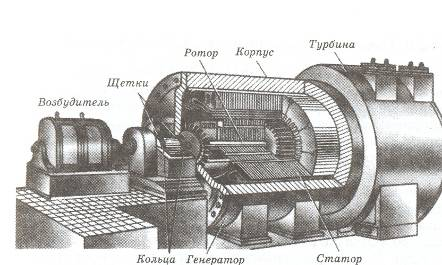 Турбина
Ротор Корпус
Щетки
Возбудитель
Кольца Генератор Статор